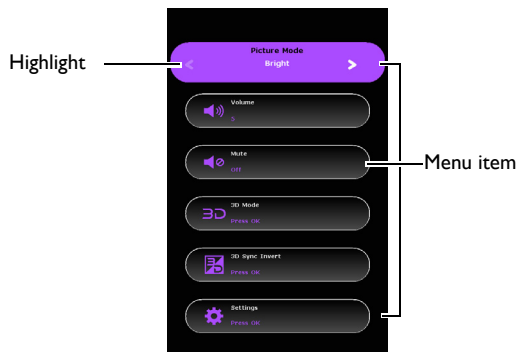 Picture Mode
Highlight
Bright
Volume
5
Mute
Off
Menu item
3D
3D Mode
Press OK
3D Sync Invert
Press OK
Settings
Press OK